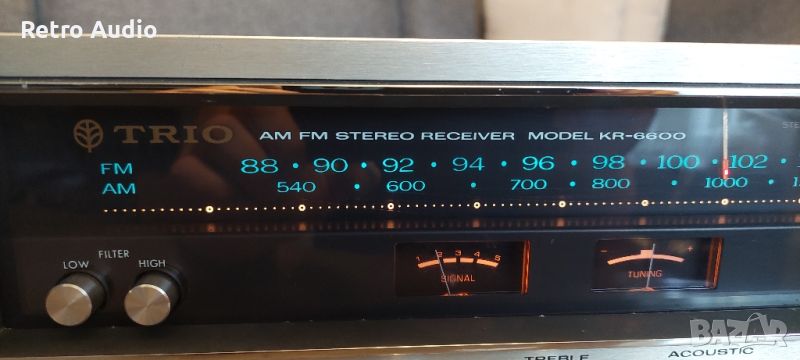 Retro Audio
TRIO AM FM STEREO RECEIVER MODEL KR-6600
FM 88 • 90 • 92 • 94 • 96 • 98 • 100 • 102 •
AM 540 • 600 • 700 • 800 • 1000 •
FILTER
LOW HIGH
1 2 3 4 5
SIGNAL
- +
TUNING
BAZAR
TREBLE ACOUSTIC